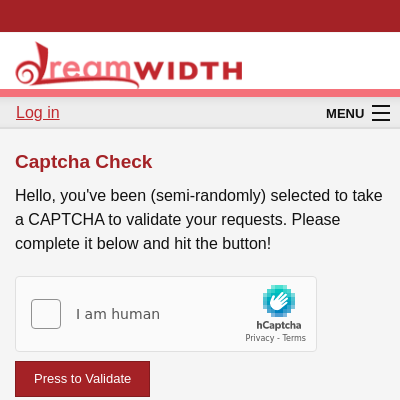 dreamWIDTH
Log in
MENU
Captcha Check
Hello, you've been (semi-randomly) selected to take
a CAPTCHA to validate your requests. Please
complete it below and hit the button!
I am human
hCaptcha
Privacy - Terms
Press to Validate